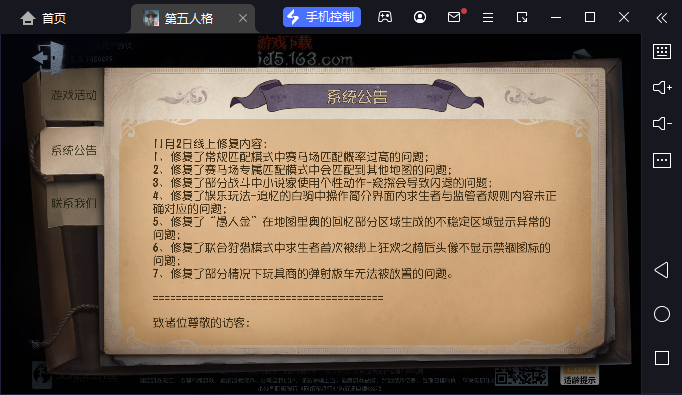 首页
第五人格
手机控制
游戏下载
id5.163.com
游戏活动
系统公告
系统公告
联系我们
11月2日线上修复内容：
1、修复了常规匹配模式中赛马场匹配概率过高的问题；
2、修复了赛马场专属匹配模式中会匹配到其他地图的问题；
3、修复了部分战斗中小说家使用个性动作-窥探会导致闪退的问题；
4、修复了娱乐玩法-追忆的白骑中操作简介界面内求生者与监管者规则内容未正
确对应的问题；
5、修复了“愚人金”在地图里奥的回忆部分区域生成的不稳定区域显示异常的
问题；
6、修复了联合狩猎模式中求生者首次被绑上狂欢之椅后头像不显示禁锢图标的
问题；
7、修复了部分情况下玩具商的弹射板车无法被放置的问题。
========================================
致诸位尊敬的访客：
适龄提示